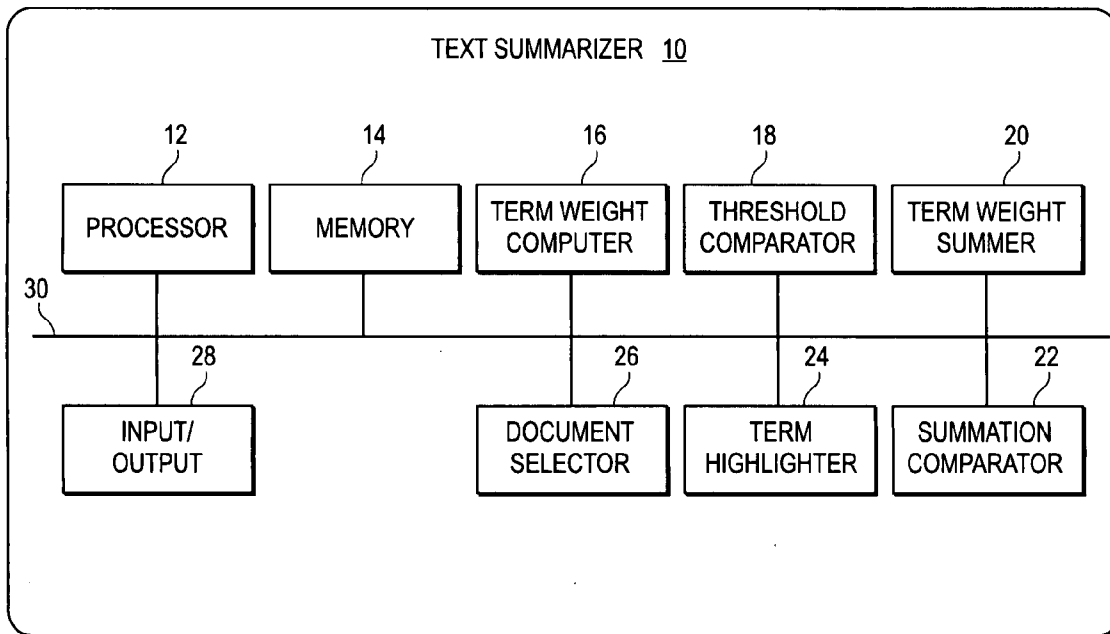 TEXT SUMMARIZER 10
12
14
16
18
20
PROCESSOR
MEMORY
TERM WEIGHT
COMPUTER
THRESHOLD
COMPARATOR
TERM WEIGHT
SUMMER
30
28
26
24
22
INPUT/
OUTPUT
DOCUMENT
SELECTOR
TERM
HIGHLIGHTER
SUMMATION
COMPARATOR